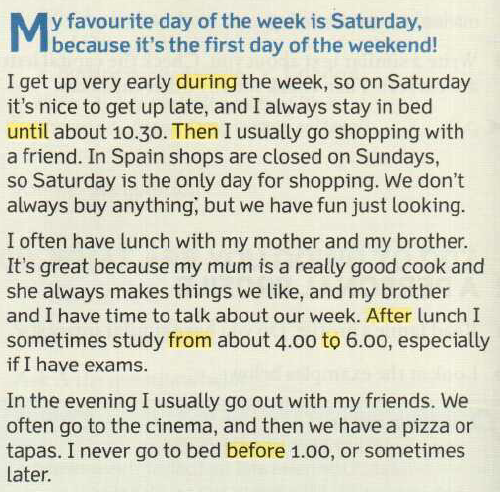 My favourite day of the week is Saturday,
because it's the first day of the weekend!
I get up very early during the week, so on Saturday
it's nice to get up late, and I always stay in bed
until about 10.30. Then I usually go shopping with
a friend. In Spain shops are closed on Sundays,
so Saturday is the only day for shopping. We don't
always buy anything, but we have fun just looking.
I often have lunch with my mother and my brother.
It's great because my mum is a really good cook and
she always makes things we like, and my brother
and I have time to talk about our week. After lunch I
sometimes study from about 4.00 to 6.00, especially
if I have exams.
In the evening I usually go out with my friends. We
often go to the cinema, and then we have a pizza or
tapas. I never go to bed before 1.00, or sometimes
later.